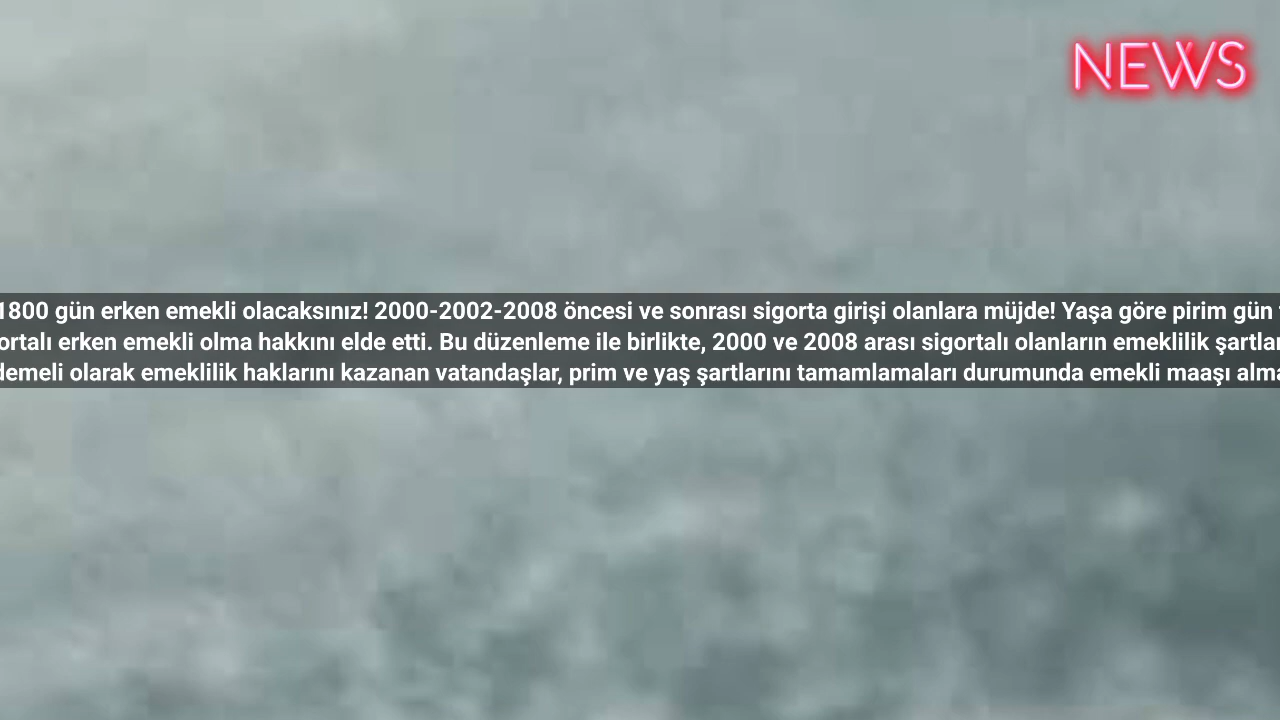 NEWS
1800 gün erken emekli olacaksınız! 2000-2002-2008 öncesi ve sonrası sigorta girişi olanlara müjde! Yaşa göre pirim gün
ortalı erken emekli olma hakkını elde etti. Bu düzenleme ile birlikte, 2000 ve 2008 arası sigortalı olanların emeklilik şartlar
demeli olarak emeklilik haklarını kazanan vatandaşlar, prim ve yaş şartlarını tamamlamaları durumunda emekli maaşı alma